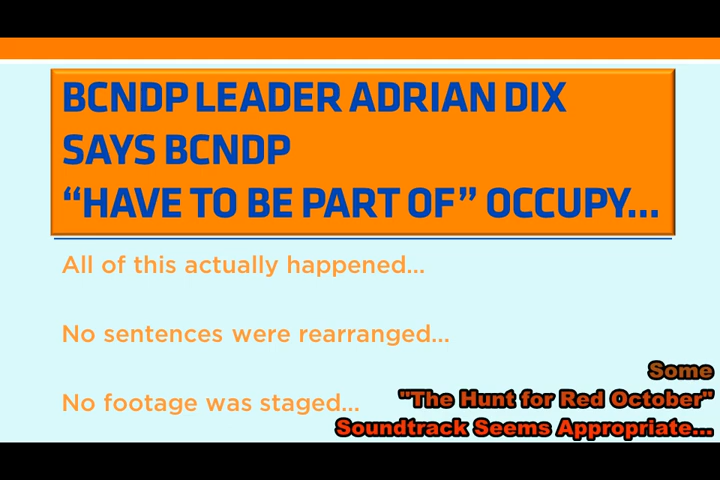 BCNDP LEADER ADRIAN DIX
SAYS BCNDP
“HAVE TO BE PART OF” OCCUPY...
All of this actually happened...
No sentences were rearranged...
No footage was staged...
Some
"The Hunt for Red October"
Soundtrack Seems Appropriate...